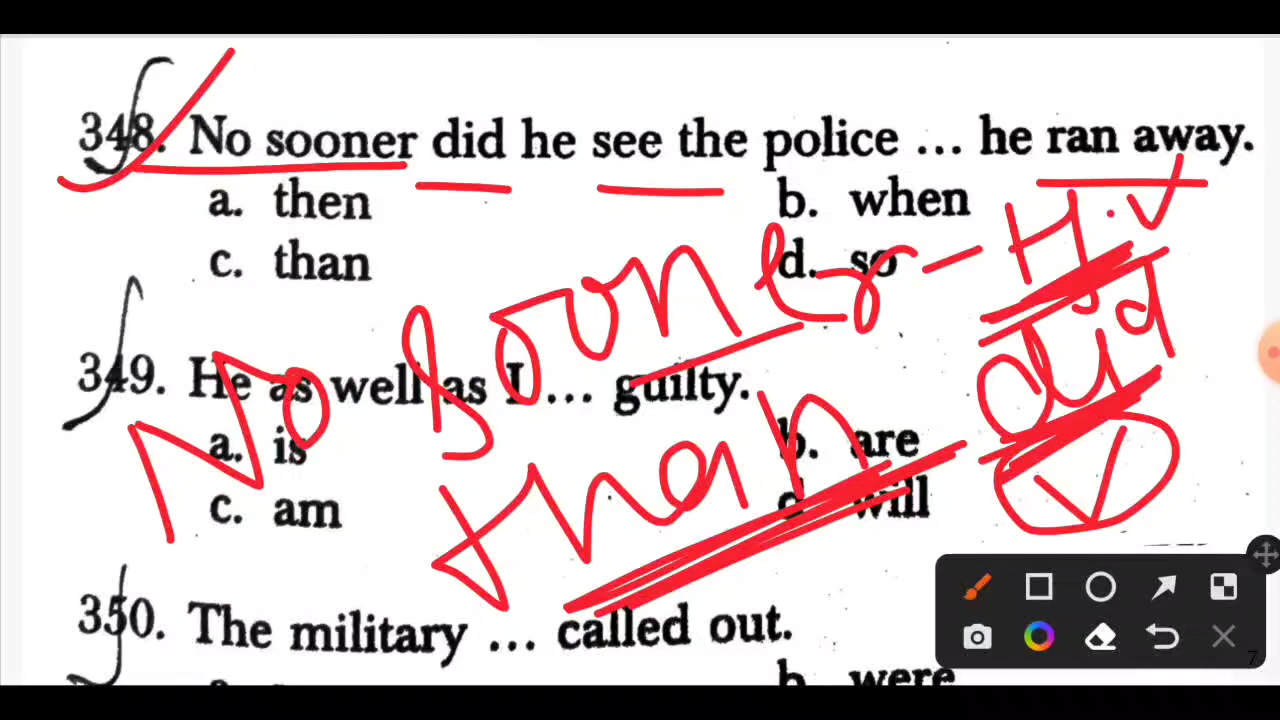 348. No sooner did he see the police ... he ran away.
a. then b. when
c. than d. so
No sooner - H.V
did
than
V
349. He as well as I ... guilty.
a. is b. are
c. am d. will
350. The military ... called out.
b. were
7